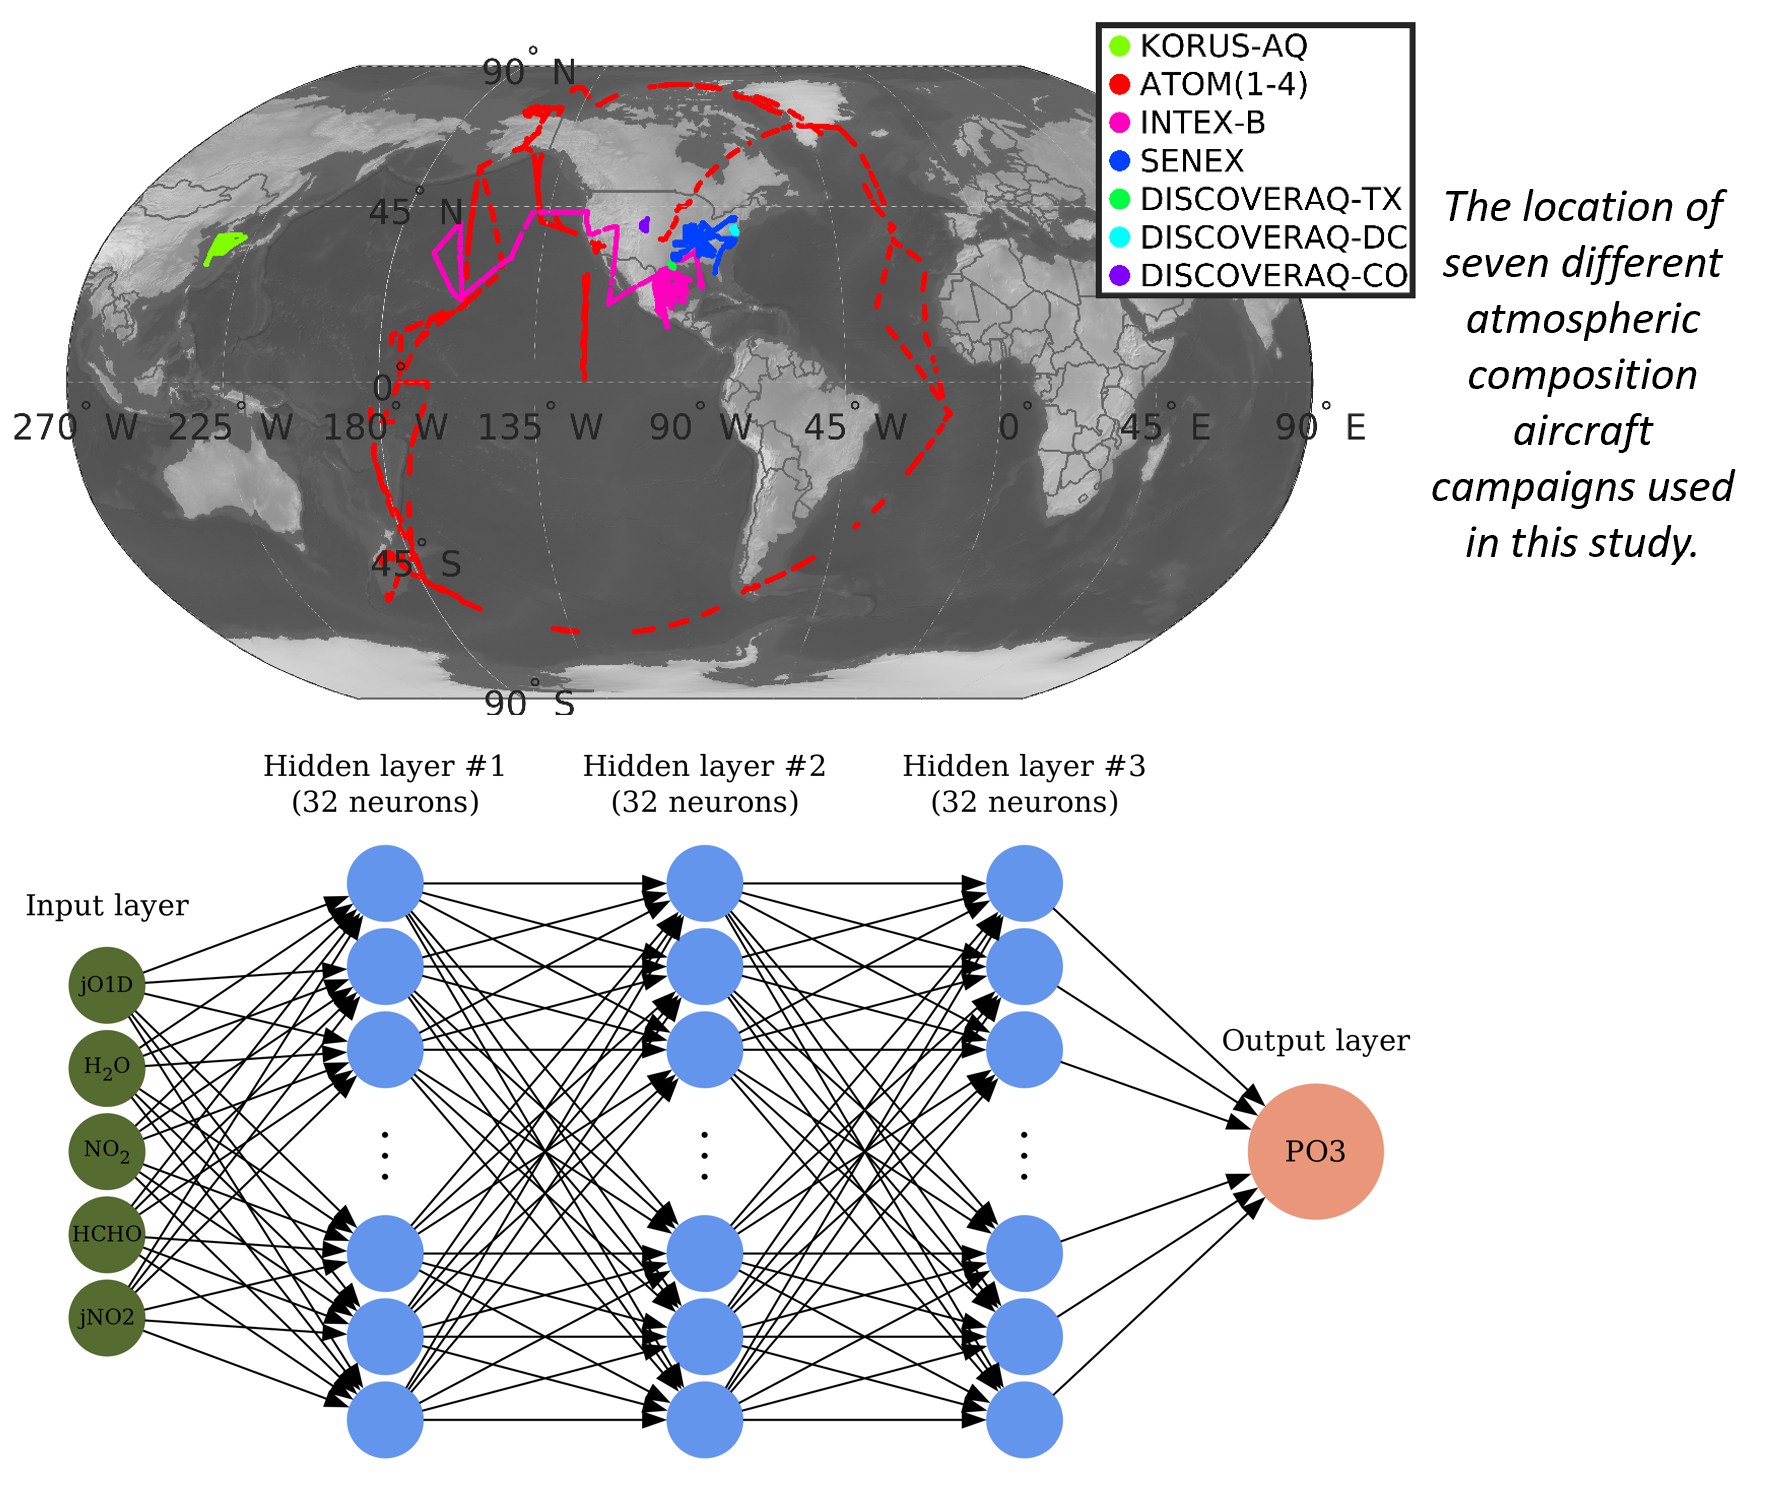 90° N
45° N
0°
270° W 225° W 180° W 135° W 90° W 45° W 0° 45° E 90° E
45° S
90° S
KORUS-AQ
ATOM(1-4)
INTEX-B
SENEX
DISCOVERAQ-TX
DISCOVERAQ-DC
DISCOVERAQ-CO
The location of
seven different
atmospheric
composition
aircraft
campaigns used
in this study.
Hidden layer #1
(32 neurons)
Hidden layer #2
(32 neurons)
Hidden layer #3
(32 neurons)
Input layer
jO1D
H₂O
NO₂
HCHO
jNO2
Output layer
PO3